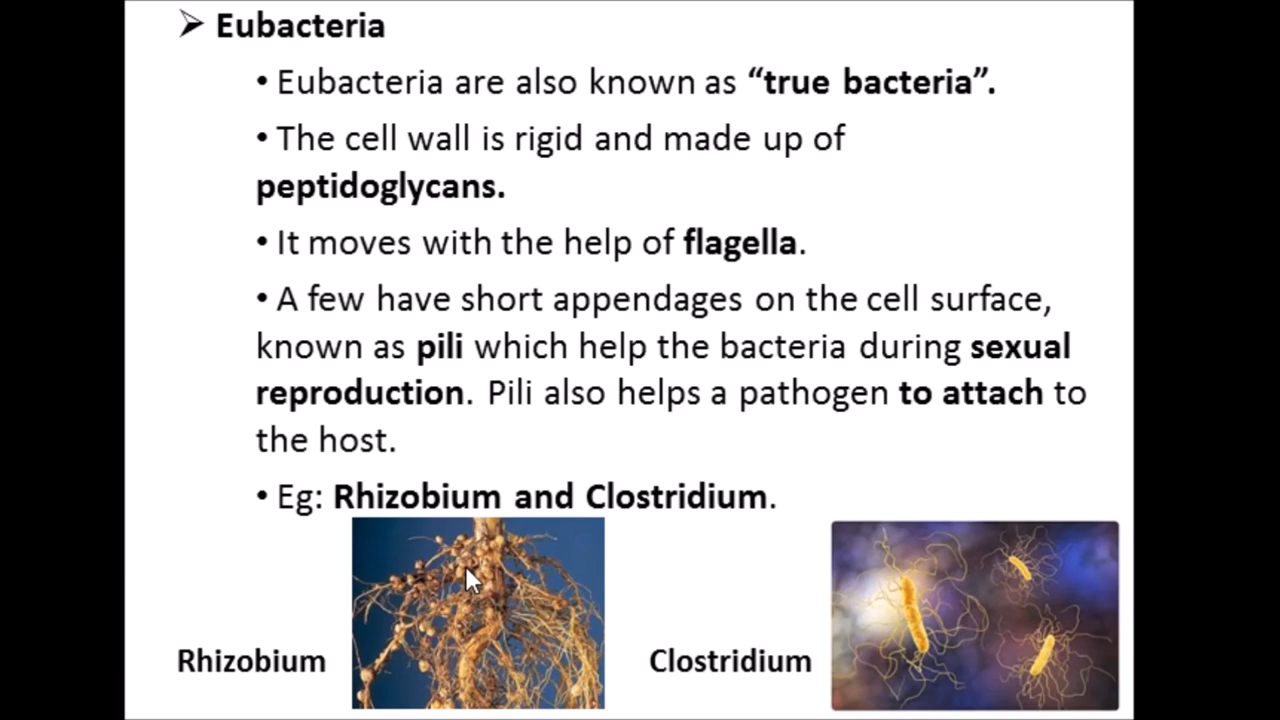 ➢ Eubacteria
• Eubacteria are also known as “true bacteria”.
• The cell wall is rigid and made up of
peptidoglycans.
• It moves with the help of flagella.
• A few have short appendages on the cell surface,
known as pili which help the bacteria during sexual
reproduction. Pili also helps a pathogen to attach to
the host.
• Eg: Rhizobium and Clostridium.
Rhizobium
Clostridium